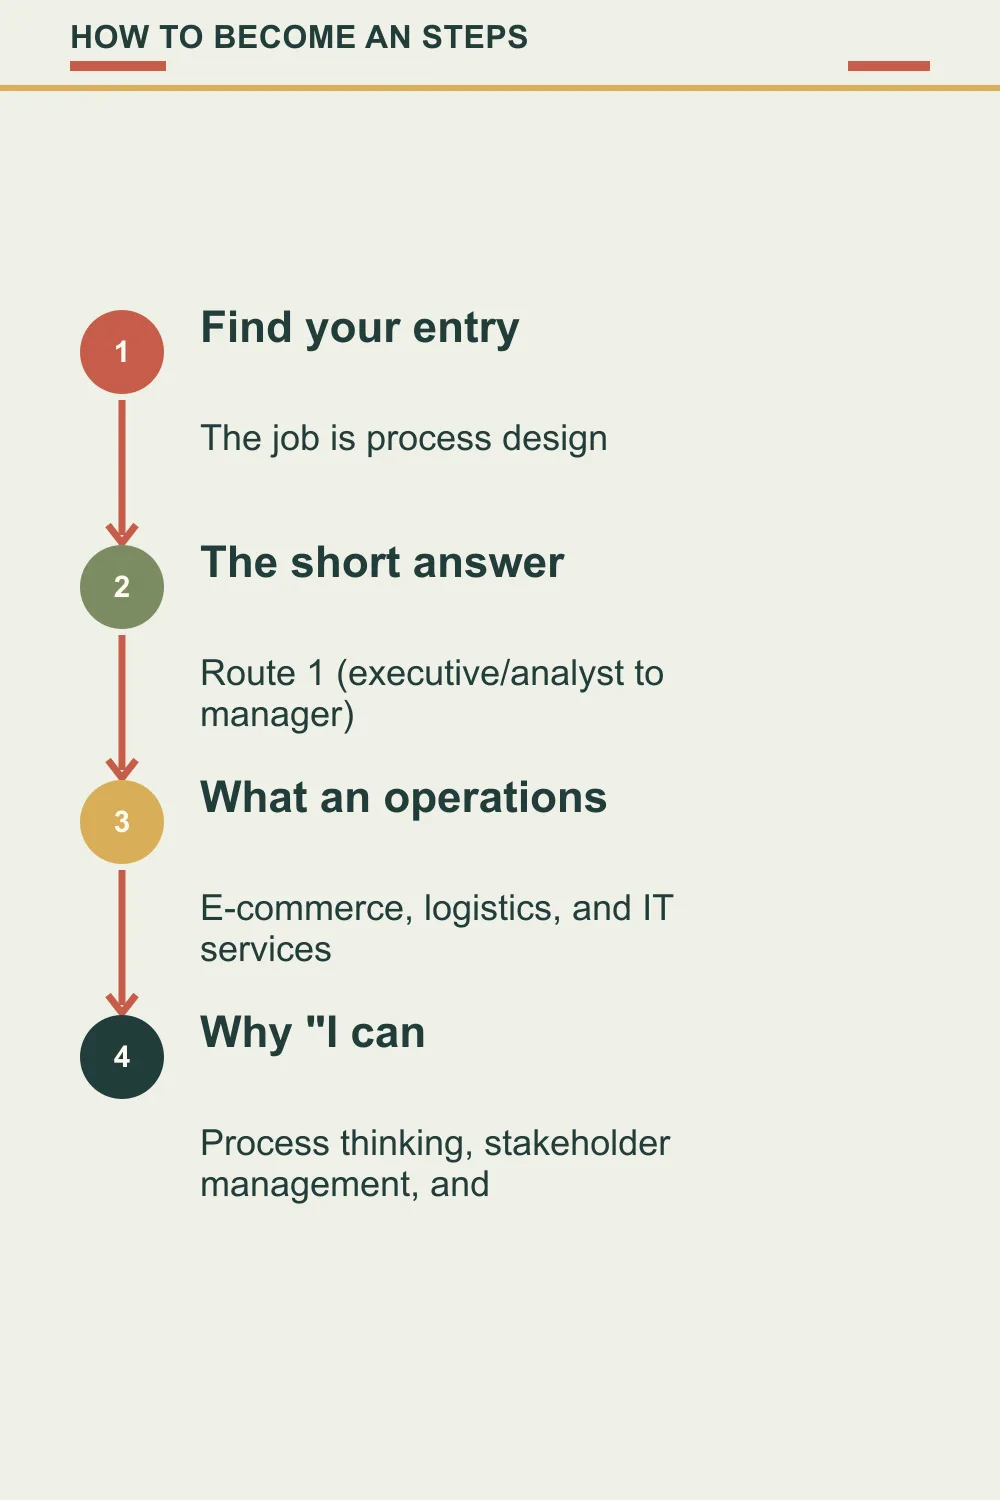 HOW TO BECOME AN STEPS
1
Find your entry
The job is process design
2
The short answer
Route 1 (executive/analyst to
manager)
3
What an operations
E-commerce, logistics, and IT
services
4
Why "I can
Process thinking, stakeholder
management, and